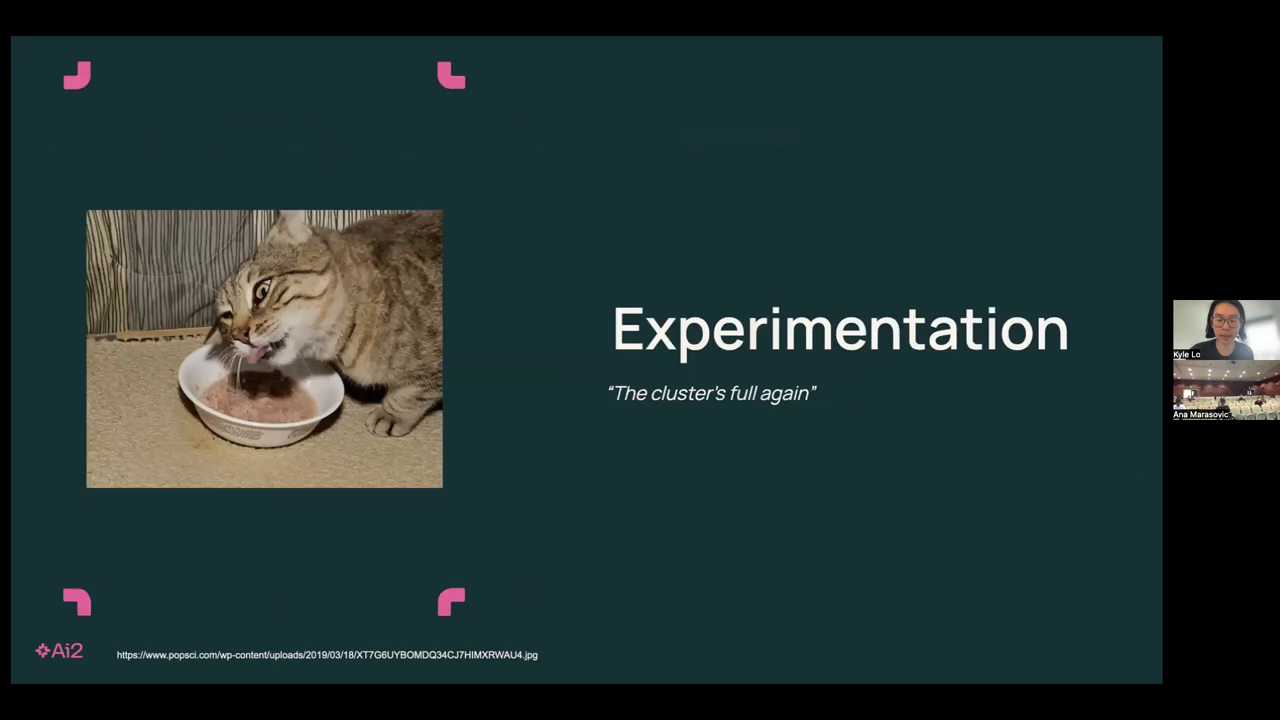 Experimentation
“The cluster’s full again”
Ai2
https://www.popsci.com/wp-content/uploads/2019/03/18/XT7G6UYBOMDQ34CJ7HIMXRWAU4.jpg
Kyle Lo
Ana Marasovic